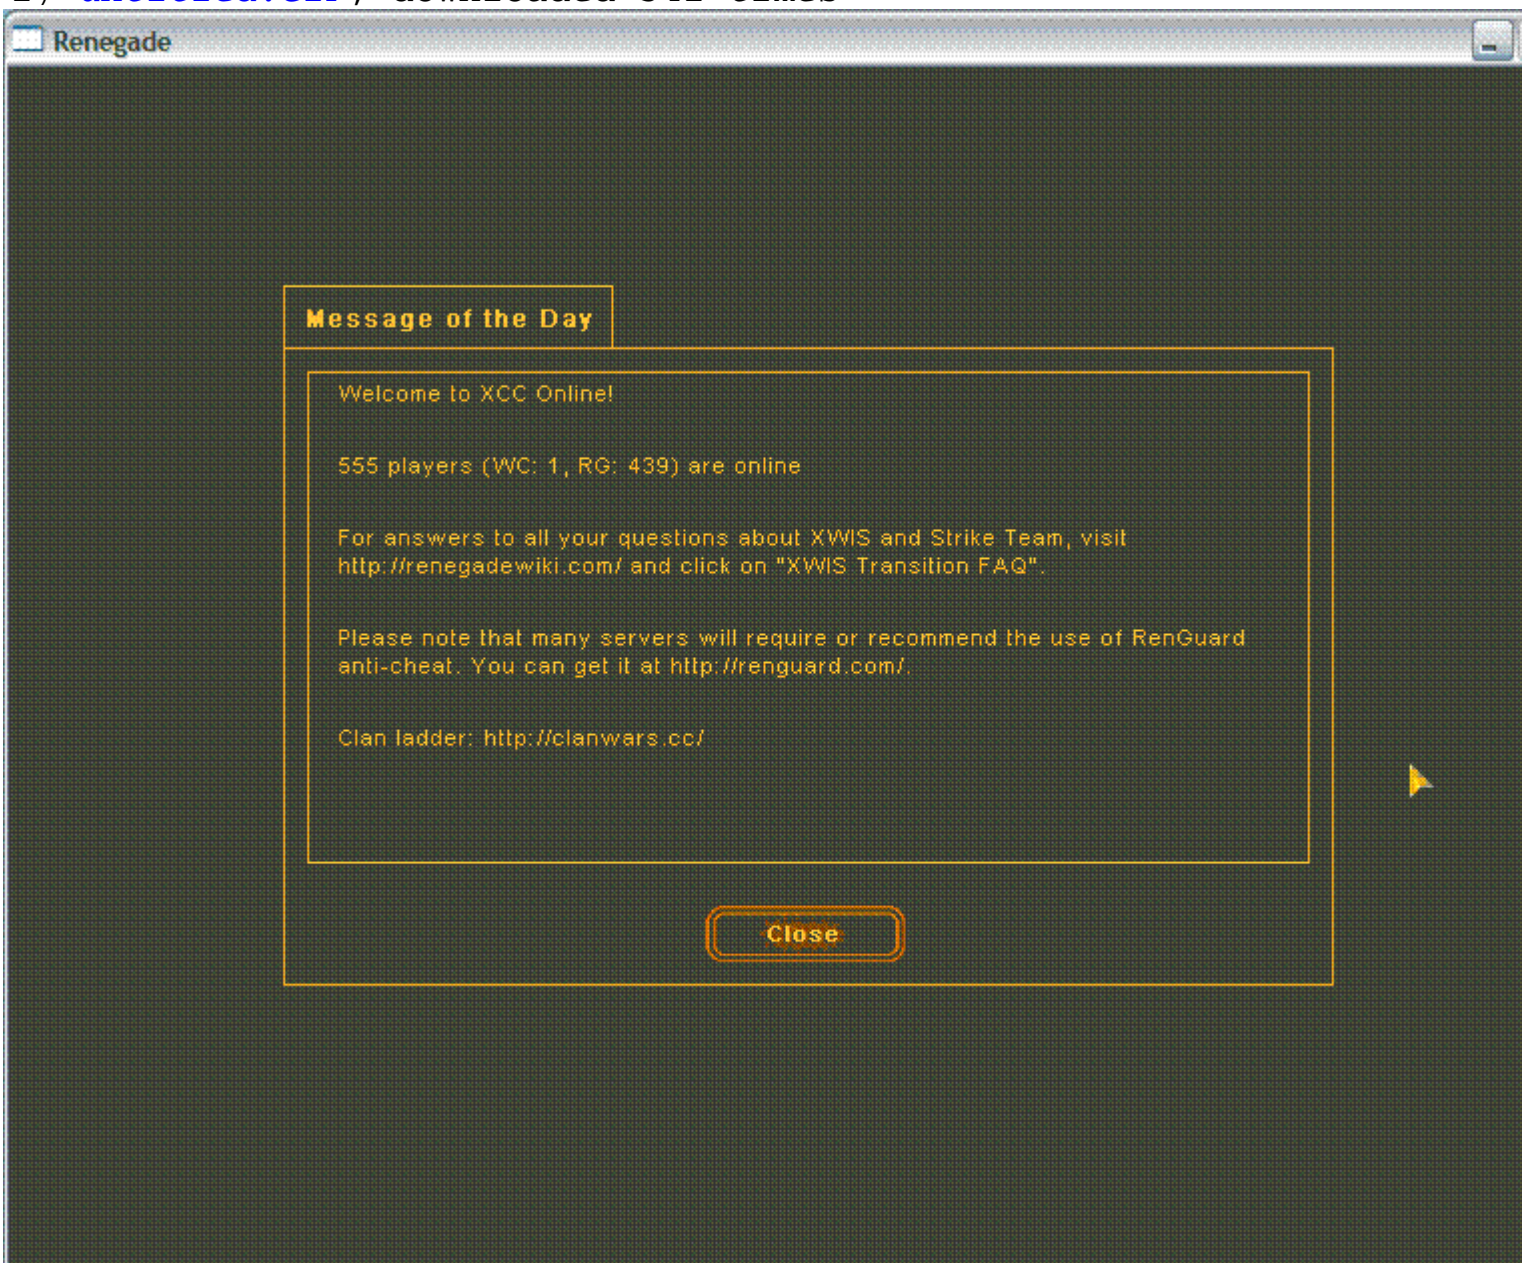 Renegade
Message of the Day
Welcome to XCC Online!
555 players (WC: 1, RG: 439) are online
For answers to all your questions about XWIS and Strike Team, visit
http://renegadewiki.com/ and click on "XWIS Transition FAQ".
Please note that many servers will require or recommend the use of RenGuard
anti-cheat. You can get it at http://renguard.com/.
Clan ladder: http://clanwars.cc/
Close